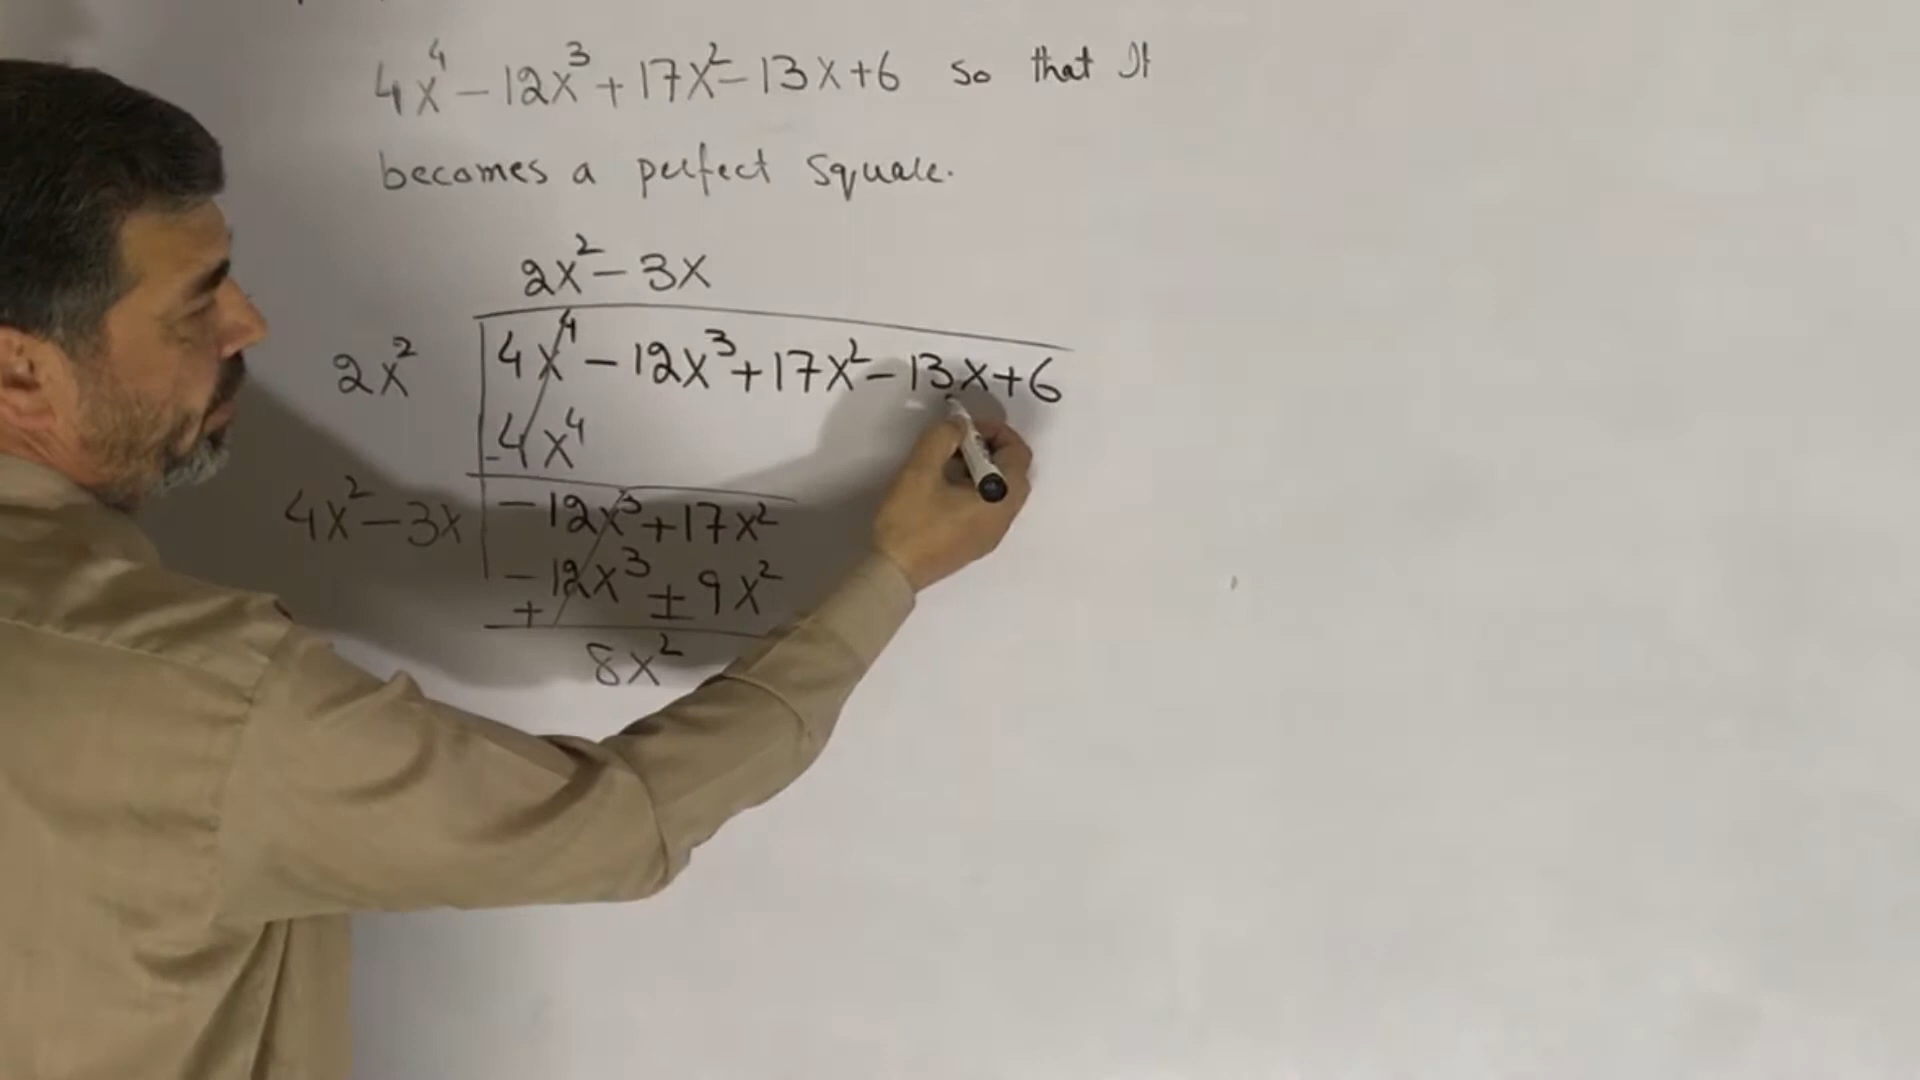 4x⁴ - 12x³ + 17x² - 13x + 6 so that It
becomes a perfect square.
2x² - 3x
2x² 4x⁴ - 12x³ + 17x² - 13x + 6
-4x⁴
4x² - 3x - 12x³ + 17x²
- 12x³ ± 9x²
+
8x²